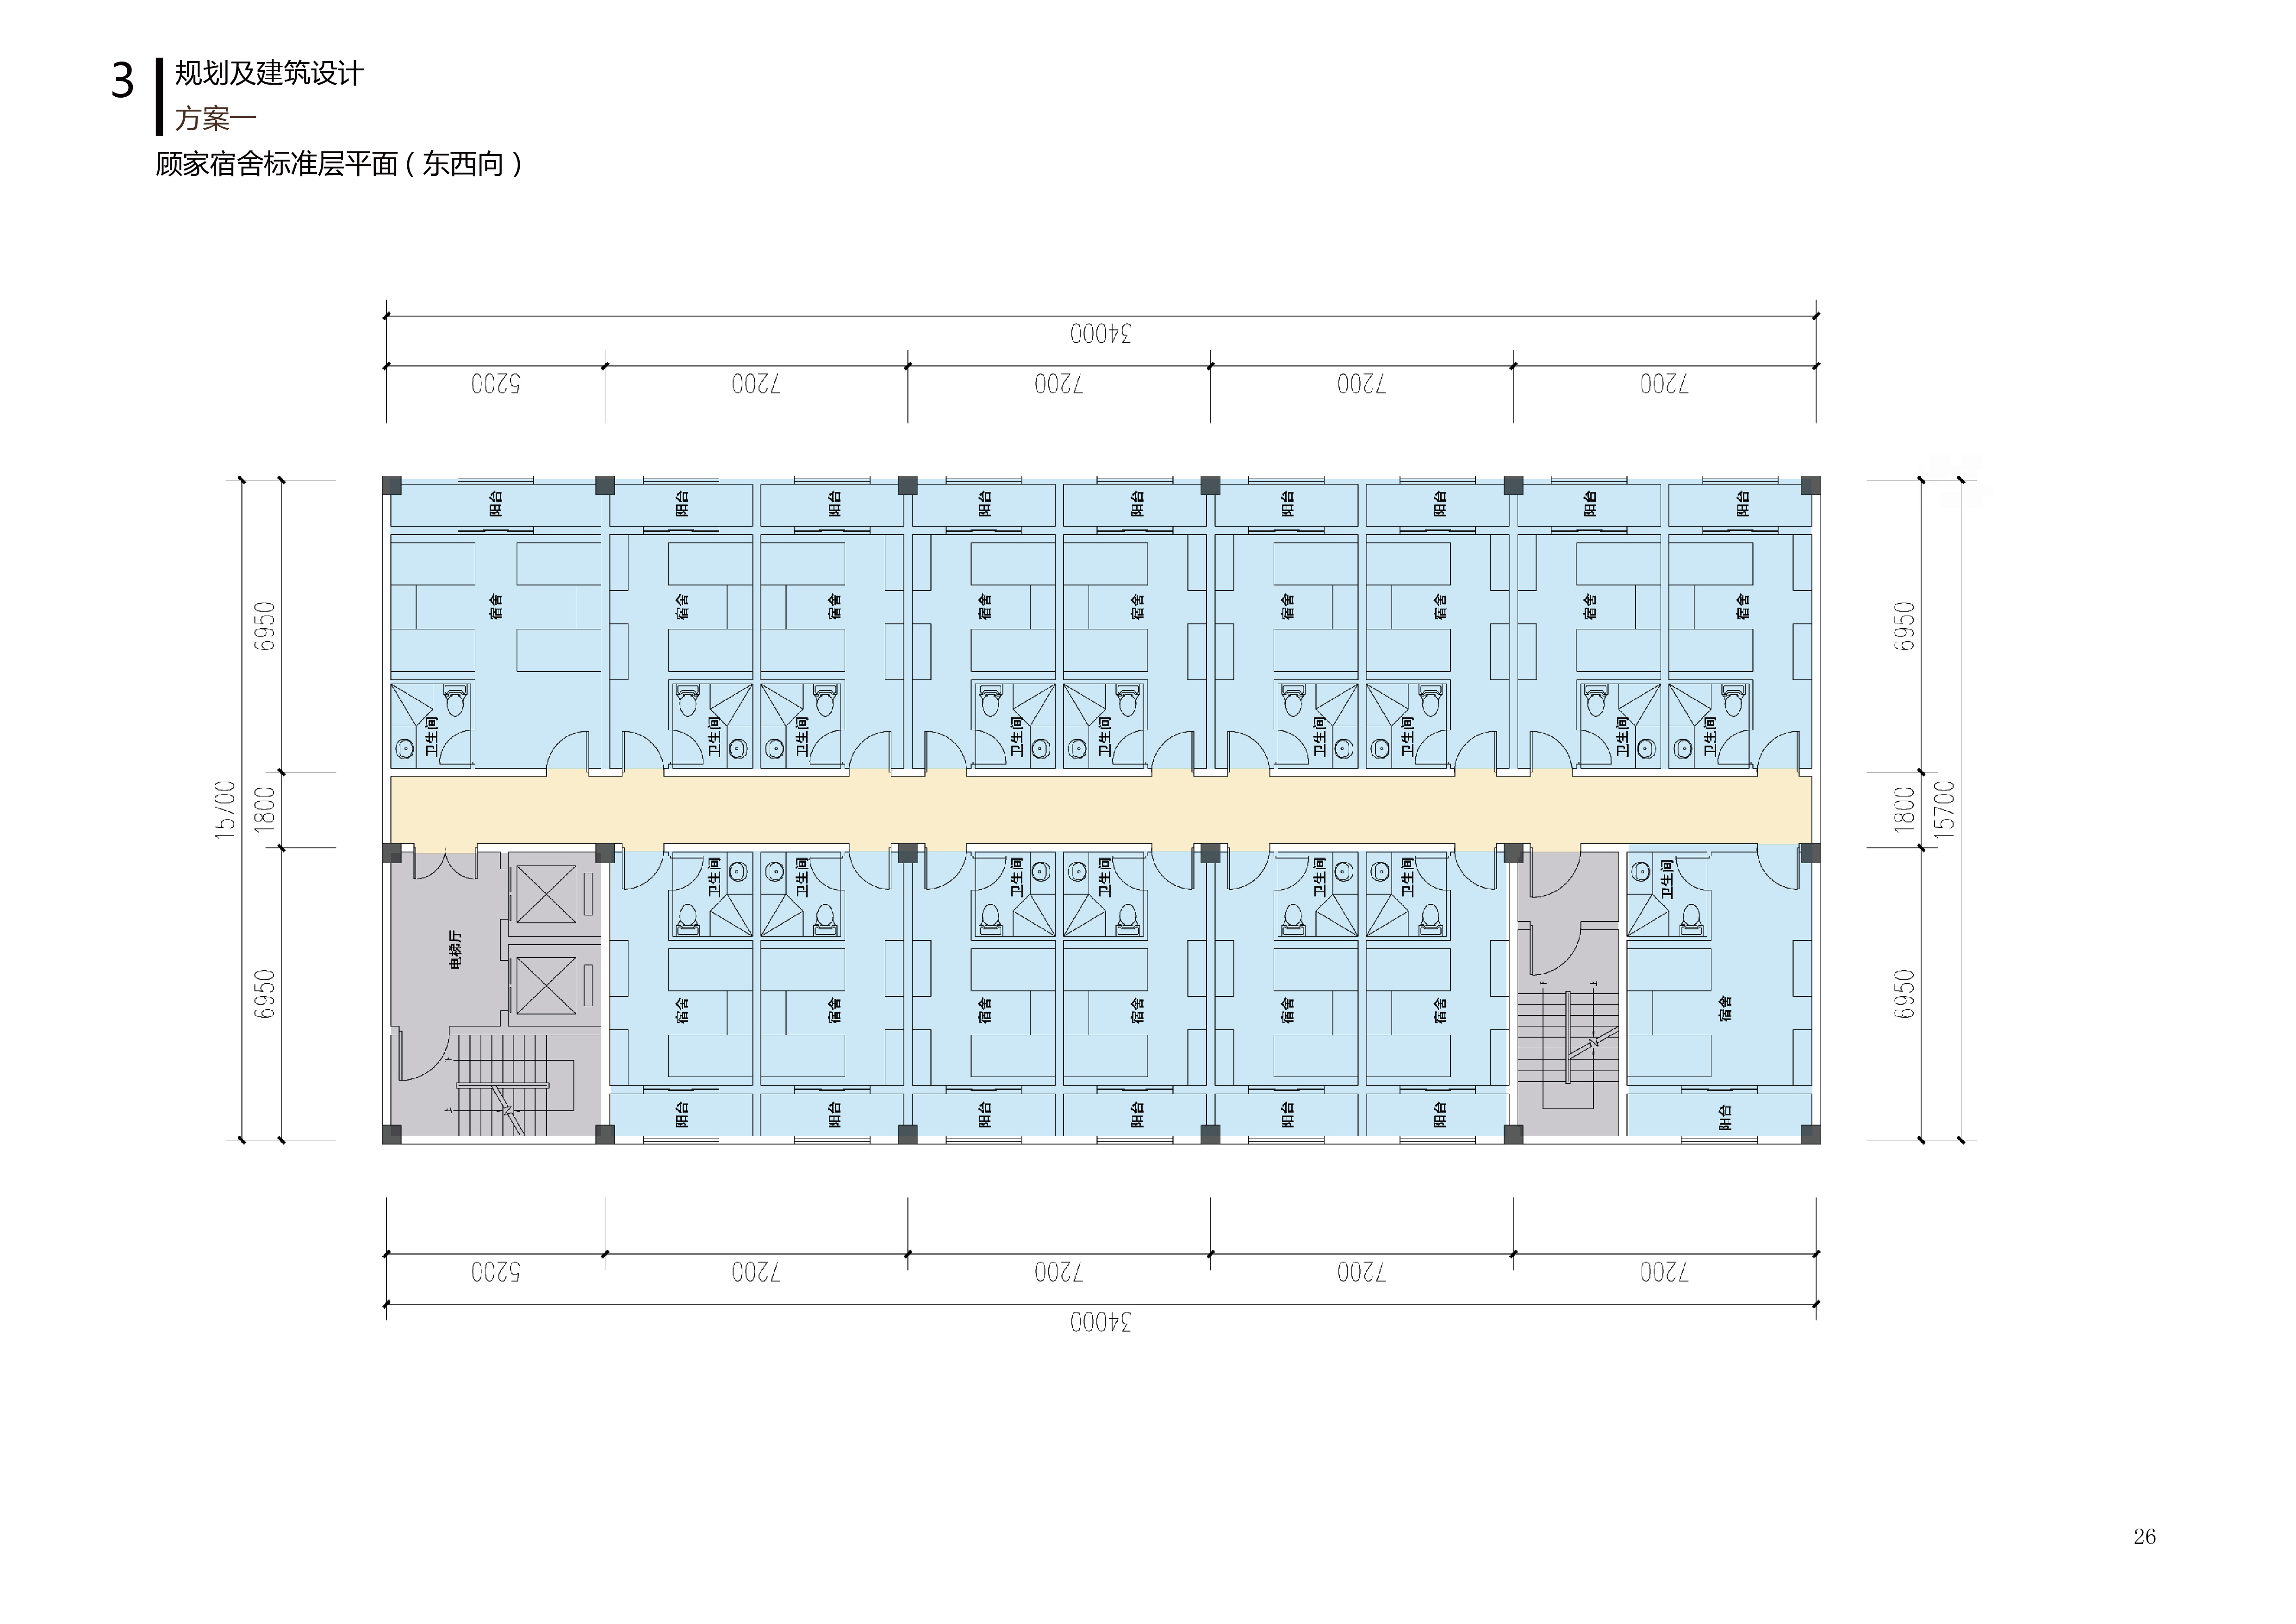 3
规划及建筑设计
方案一
顾家宿舍标准层平面(东西向)
34000
5200 7200 7200 7200 7200
阳台 阳台 阳台 阳台 阳台 阳台 阳台 阳台 阳台
6950 6950
宿舍 宿舍 宿舍 宿舍 宿舍 宿舍 宿舍 宿舍 宿舍
卫生间 卫生间 卫生间 卫生间 卫生间 卫生间 卫生间 卫生间 卫生间
15700 1800 1800 15700
卫生间 卫生间 卫生间 卫生间 卫生间 卫生间 卫生间
电梯厅
6950 6950
宿舍 宿舍 宿舍 宿舍 宿舍 宿舍 宿舍
上 上
上 上
阳台 阳台 阳台 阳台 阳台 阳台 阳台
5200 7200 7200 7200 7200
34000
26